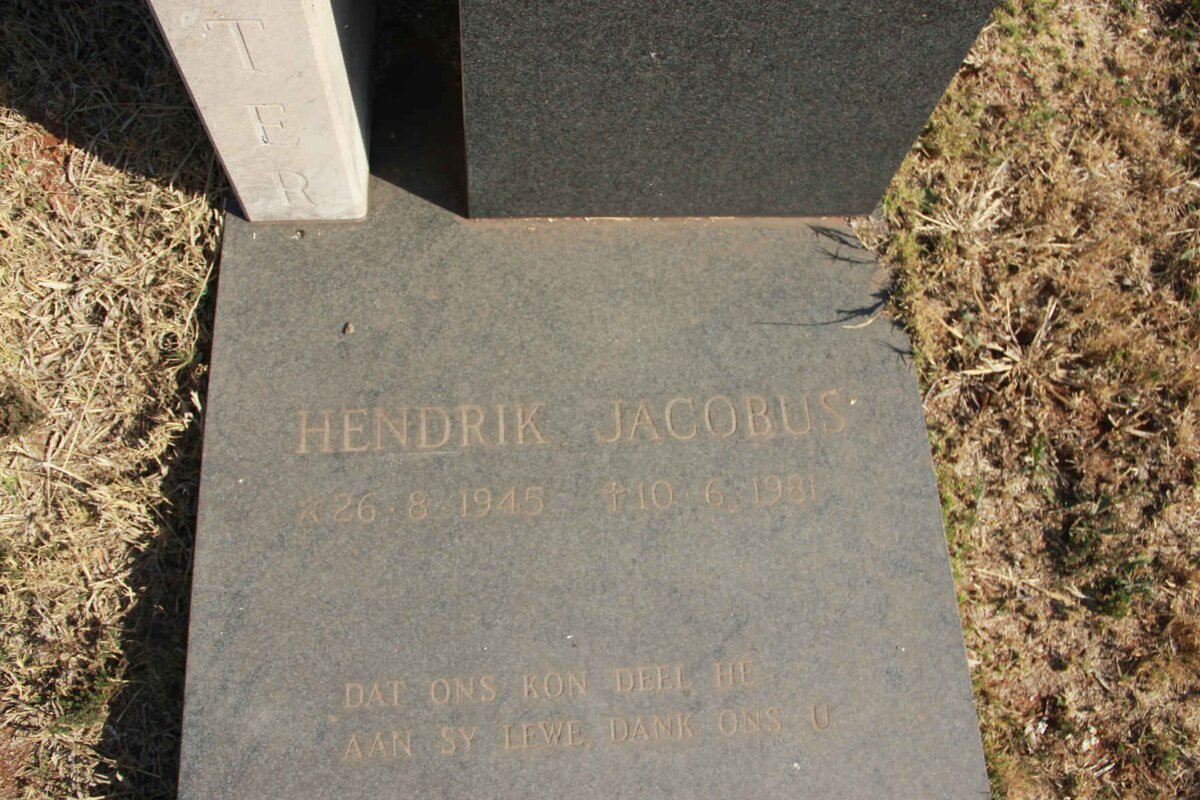 T
E
R
HENDRIK JACOBUS
* 26·8·1945 †10·6·1981
DAT ONS KON DEEL HÊ
AAN SY LEWE, DANK ONS U